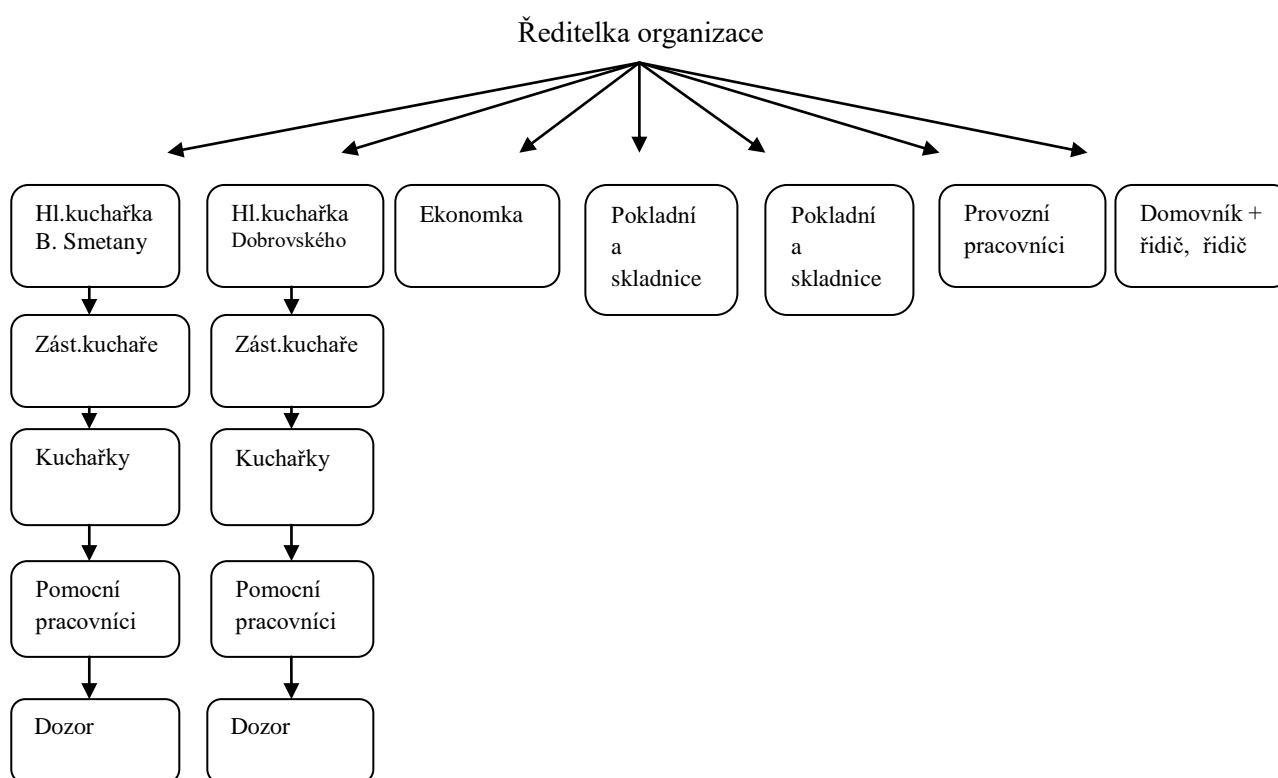 Ředitelka organizace
Hl.kuchařka
B. Smetany
Hl.kuchařka
Dobrovského
Ekonomka
Pokladní
a
skladnice
Pokladní
a
skladnice
Provozní
pracovníci
Domovník +
řidič, řidič
Zást.kuchaře
Zást.kuchaře
Kuchařky
Kuchařky
Pomocní
pracovníci
Pomocní
pracovníci
Dozor
Dozor